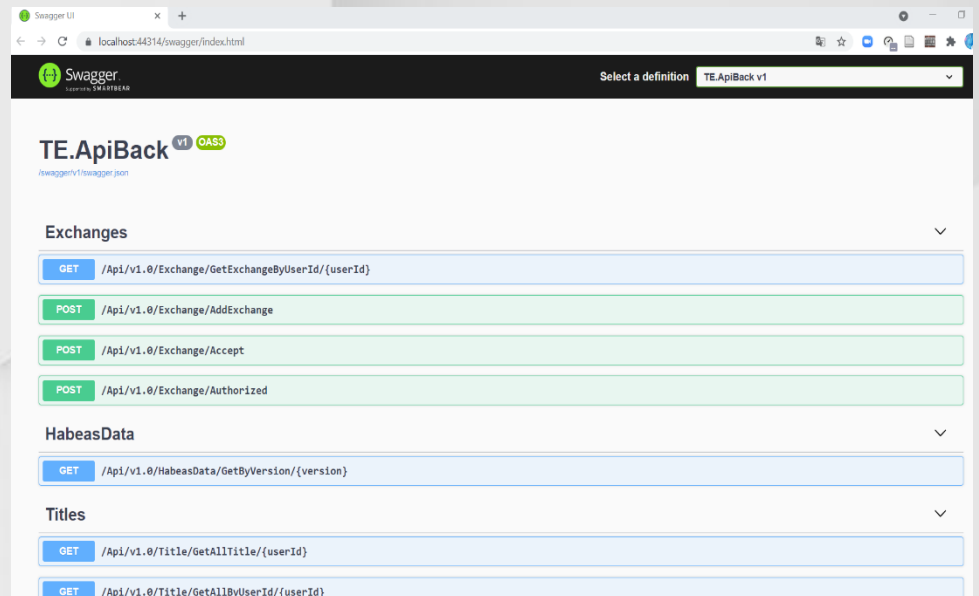 Swagger UI
localhost:44314/swagger/index.html
{··} Swagger.
Supported by SMARTBEAR
Select a definition TE.ApiBack v1
TE.ApiBack v1 OAS3
/swagger/v1/swagger.json
Exchanges
GET /Api/v1.0/Exchange/GetExchangeByUserId/{userId}
POST /Api/v1.0/Exchange/AddExchange
POST /Api/v1.0/Exchange/Accept
POST /Api/v1.0/Exchange/Authorized
HabeasData
GET /Api/v1.0/HabeasData/GetByVersion/{version}
Titles
GET /Api/v1.0/Title/GetAllTitle/{userId}
GET /Api/v1.0/Title/GetAllByUserId/{userId}